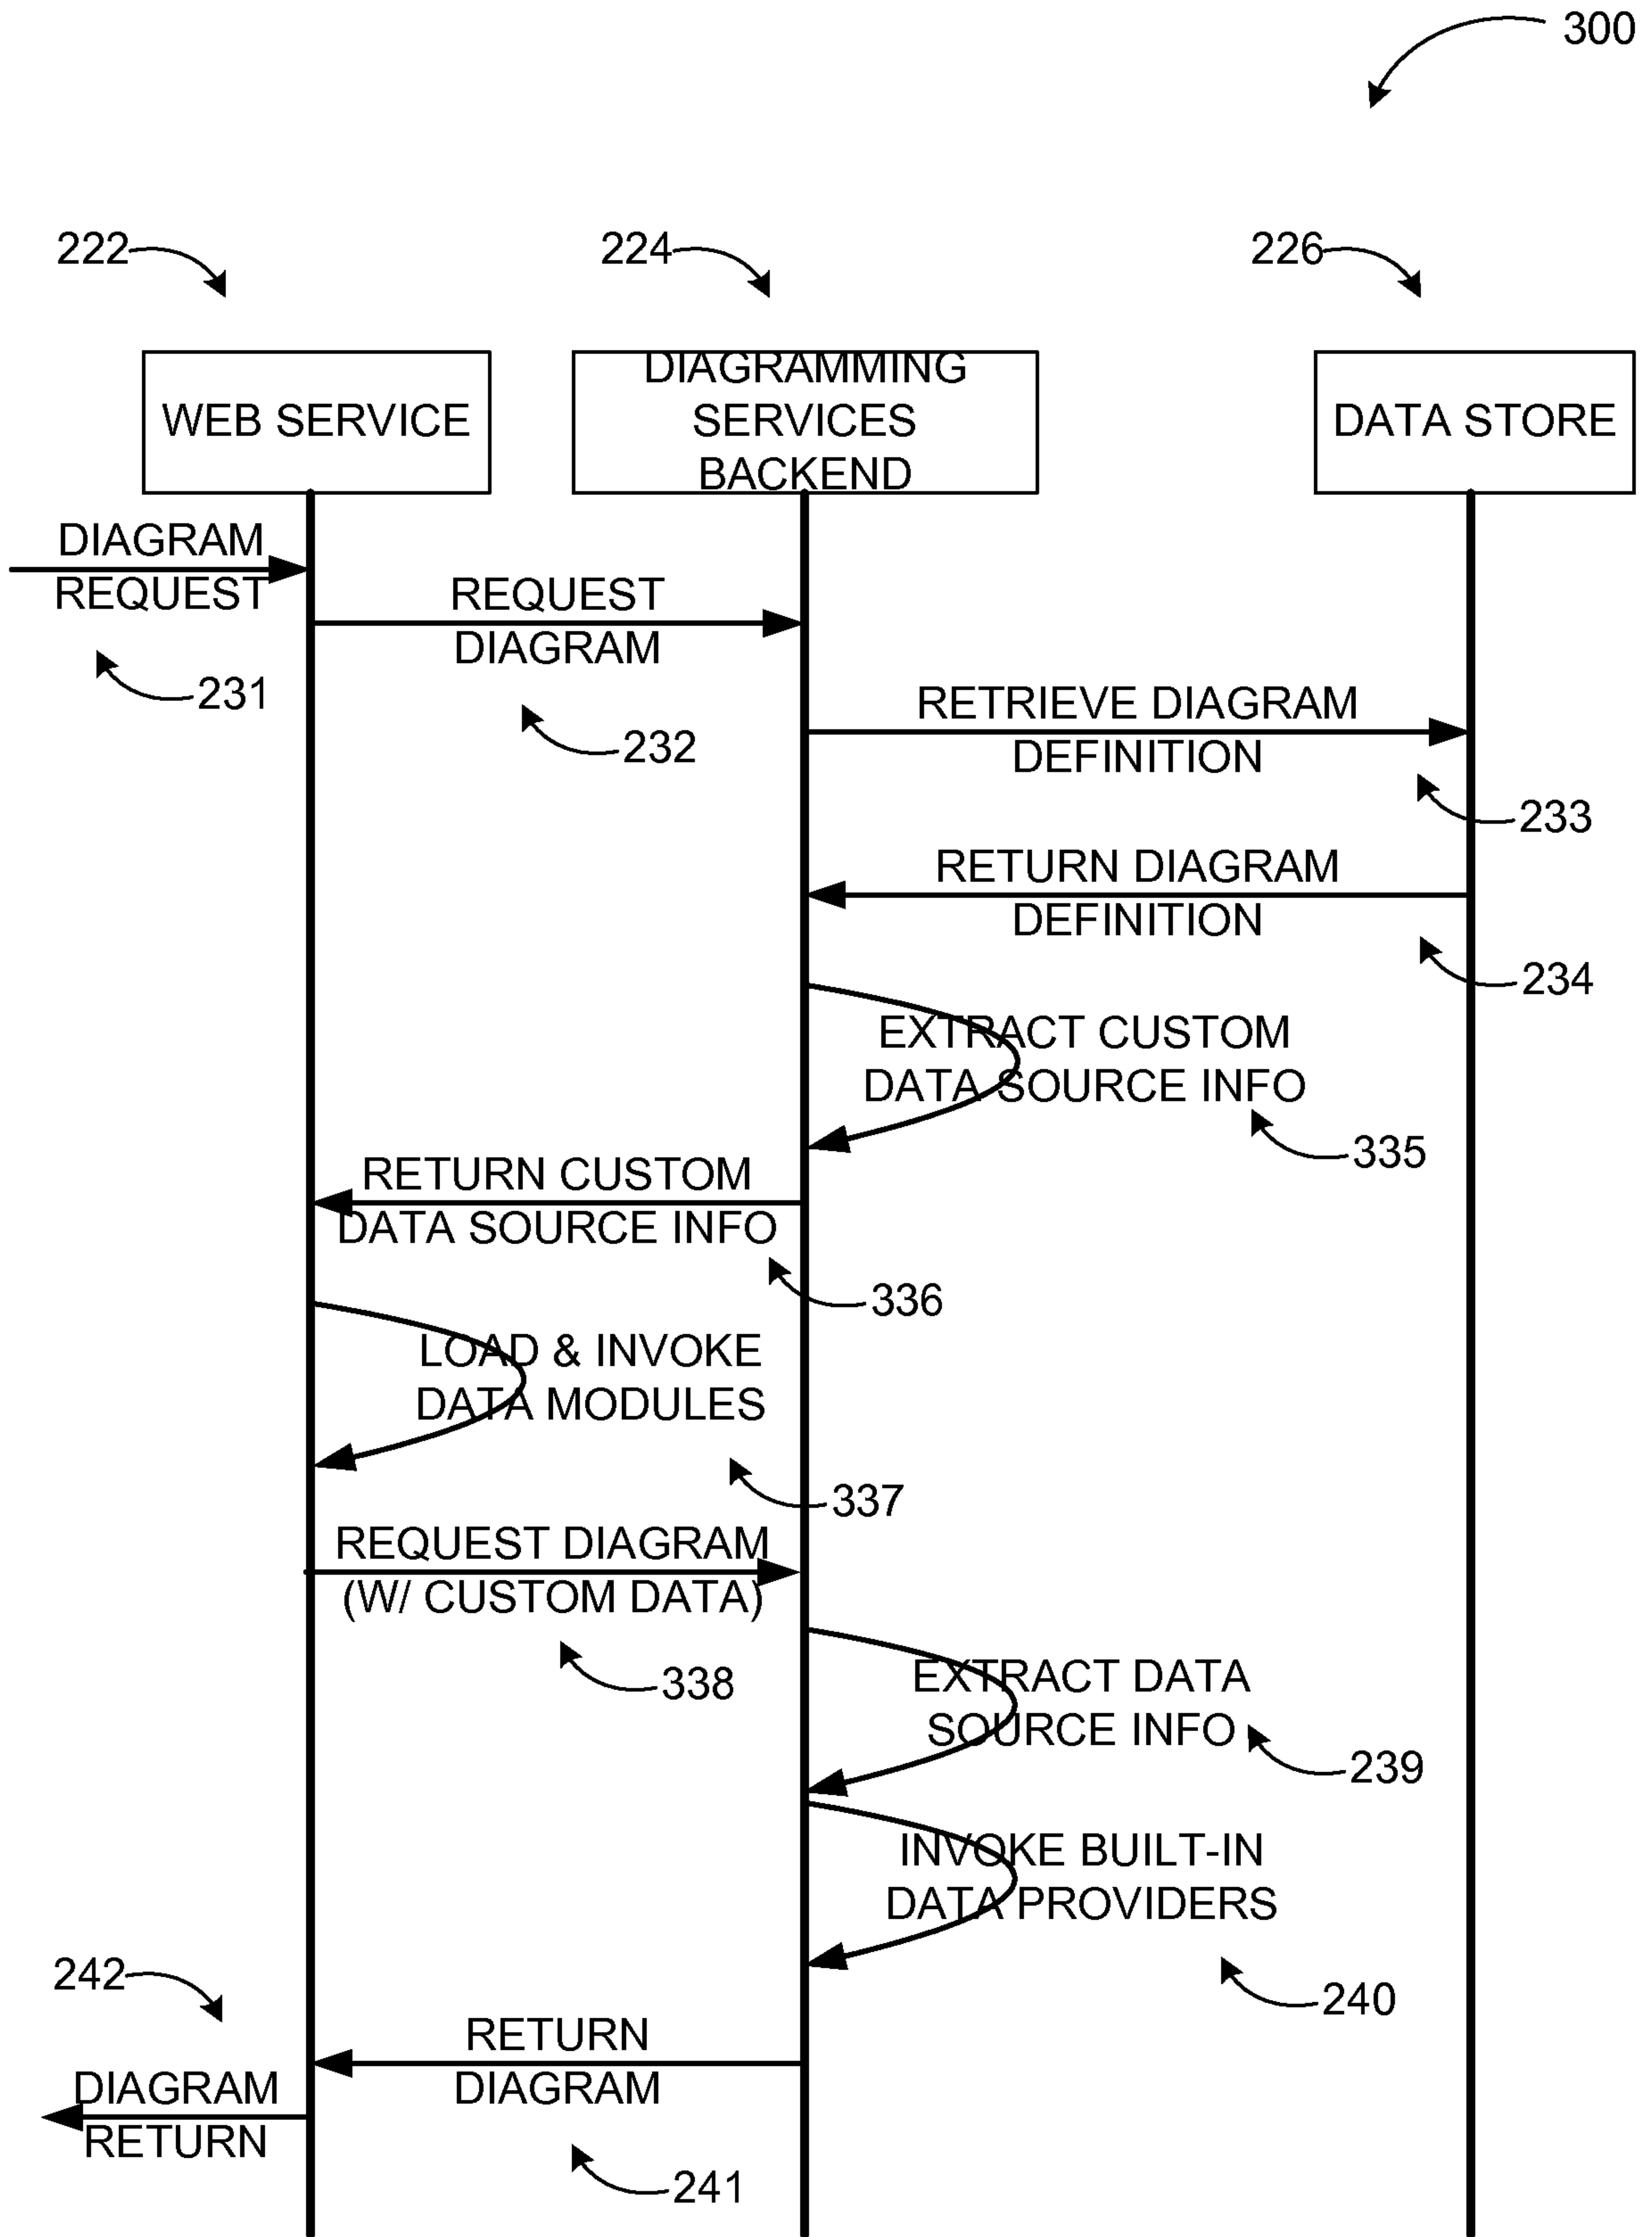 300
222
224
226
WEB SERVICE
DIAGRAMMING
SERVICES
BACKEND
DATA STORE
DIAGRAM
REQUEST
231
REQUEST
DIAGRAM
232
RETRIEVE DIAGRAM
DEFINITION
233
RETURN DIAGRAM
DEFINITION
234
EXTRACT CUSTOM
DATA SOURCE INFO
335
RETURN CUSTOM
DATA SOURCE INFO
336
LOAD & INVOKE
DATA MODULES
337
REQUEST DIAGRAM
(W/ CUSTOM DATA)
338
EXTRACT DATA
SOURCE INFO
239
INVOKE BUILT-IN
DATA PROVIDERS
240
RETURN
DIAGRAM
241
242
DIAGRAM
RETURN